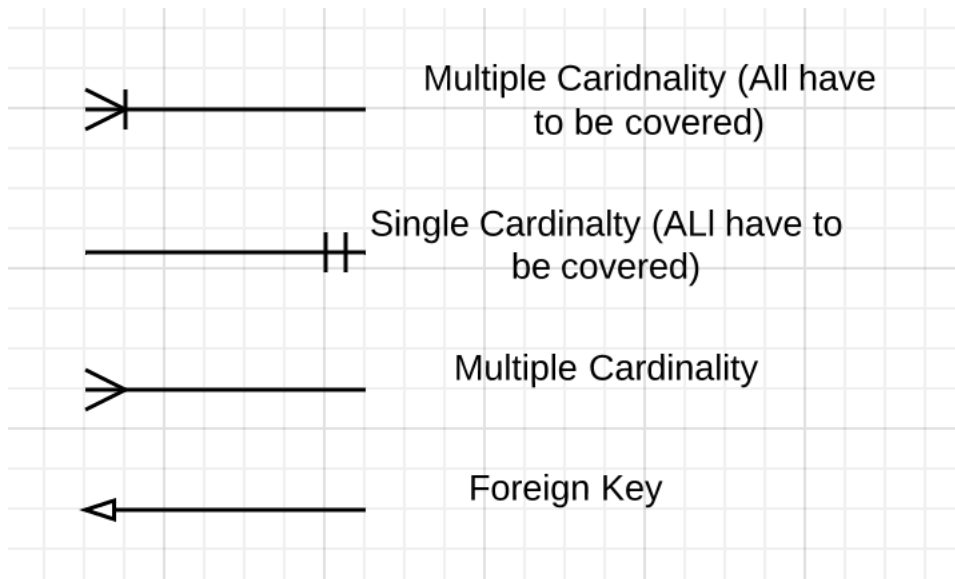 Multiple Caridnality (All have
to be covered)
Single Cardinalty (ALl have to
be covered)
Multiple Cardinality
Foreign Key